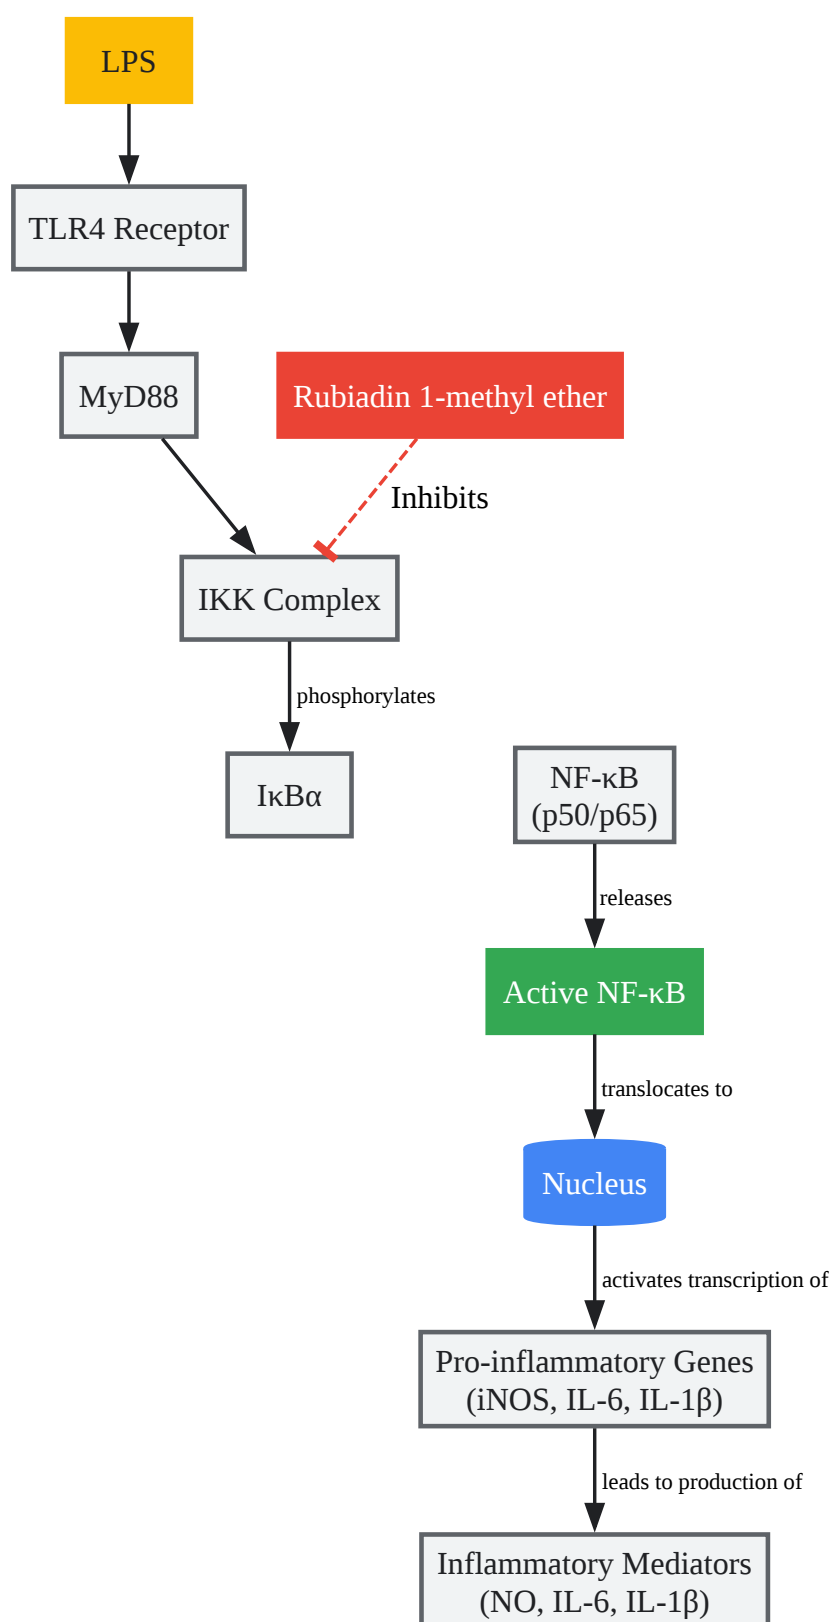 LPS
TLR4 Receptor
MyD88
Rubiadin 1-methyl ether
Inhibits
IKK Complex
phosphorylates
IκBα
NF-κB
(p50/p65)
releases
Active NF-κB
translocates to
Nucleus
activates transcription of
Pro-inflammatory Genes
(iNOS, IL-6, IL-1β)
leads to production of
Inflammatory Mediators
(NO, IL-6, IL-1β)